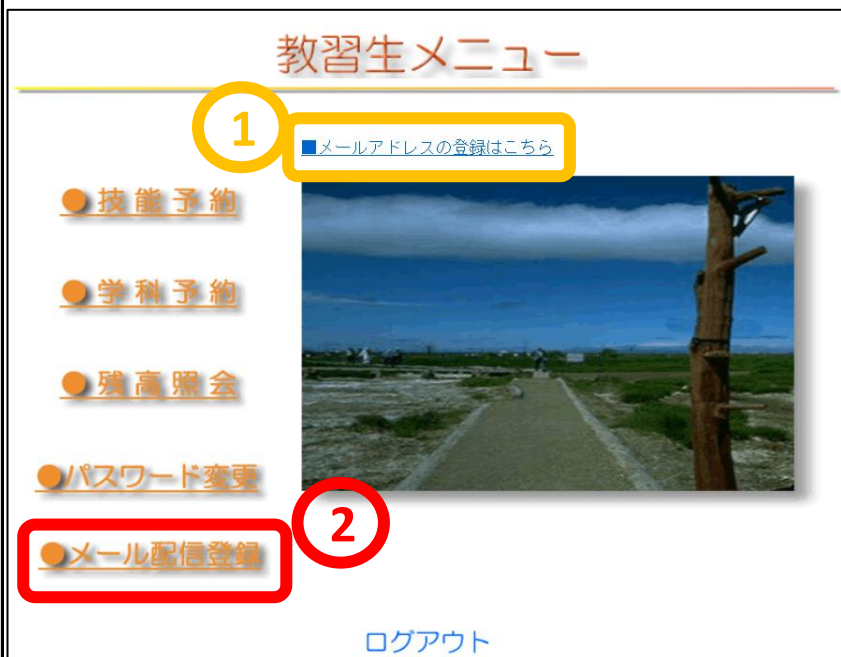 教習生メニュー
1
■メールアドレスの登録はこちら
●技能予約
●学科予約
●残高照会
●パスワード変更
2
●メール配信登録
ログアウト